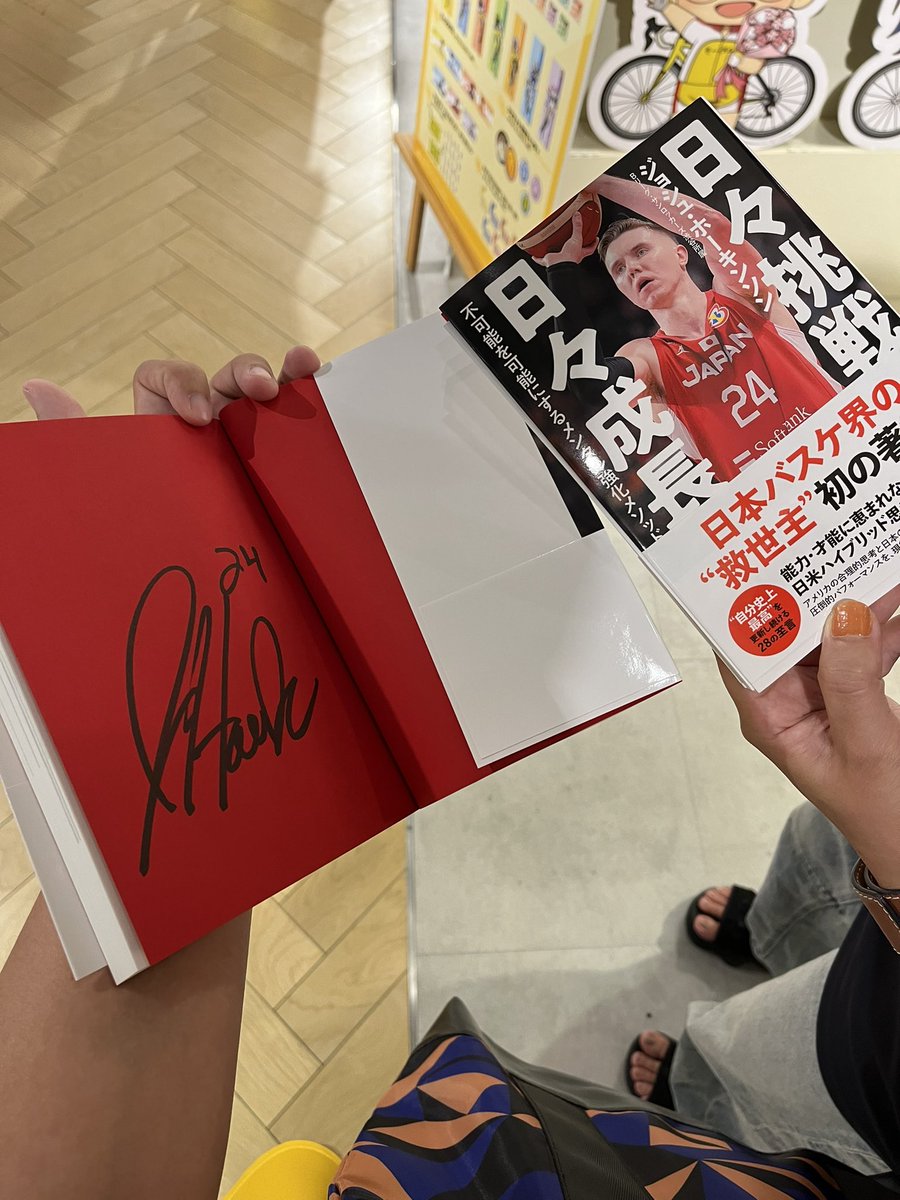 日々挑戦
ジョシュ・ホーキンソン
日々成長
不可能を可能にするメンタル強化メソッド
JAPAN
24
日本バスケ界の
“救世主”初の著
能力・才能に恵まれな
日米ハイブリッド思
アメリカの合理的思考と日本の
圧倒的パフォーマンスを、現
“自分史上
最高”を
更新し続ける
28の至言
24
Hawk